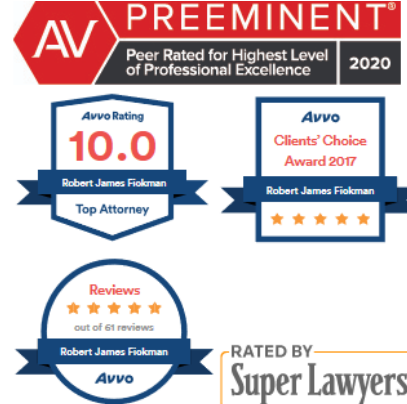 AV PREEMINENT®
Peer Rated for Highest Level
of Professional Excellence
2020
Avvo Rating
10.0
Robert James Fiokman
Top Attorney
Avvo
Clients' Choice
Award 2017
Robert James Fiokman
Reviews
out of 61 reviews
Robert James Fiokman
Avvo
RATED BY
Super Lawyers